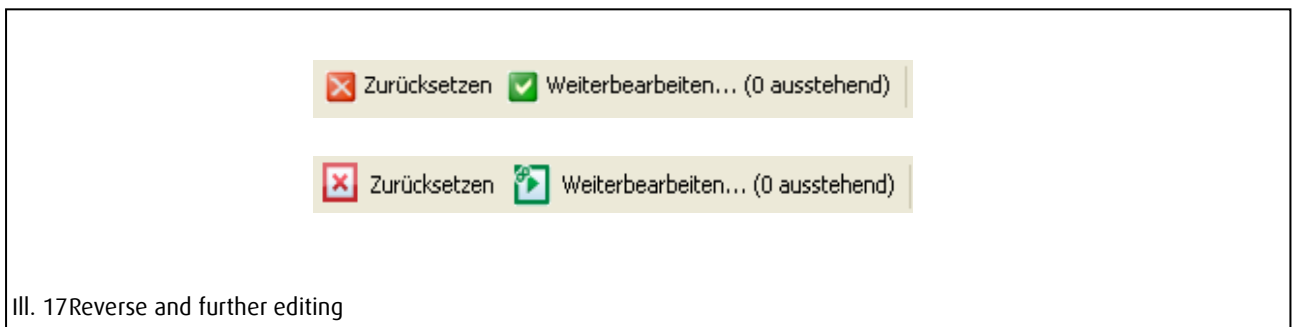 Zurücksetzen Weiterbearbeiten... (0 ausstehend)
Zurücksetzen Weiterbearbeiten... (0 ausstehend)
Ill. 17Reverse and further editing